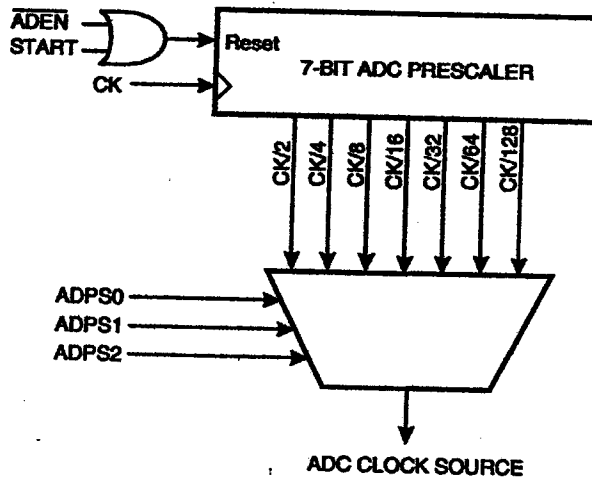 ADEN
START
Reset
7-BIT ADC PRESCALER
CK
CK/2
CK/4
CK/8
CK/16
CK/32
CK/64
CK/128
ADPS0
ADPS1
ADPS2
ADC CLOCK SOURCE